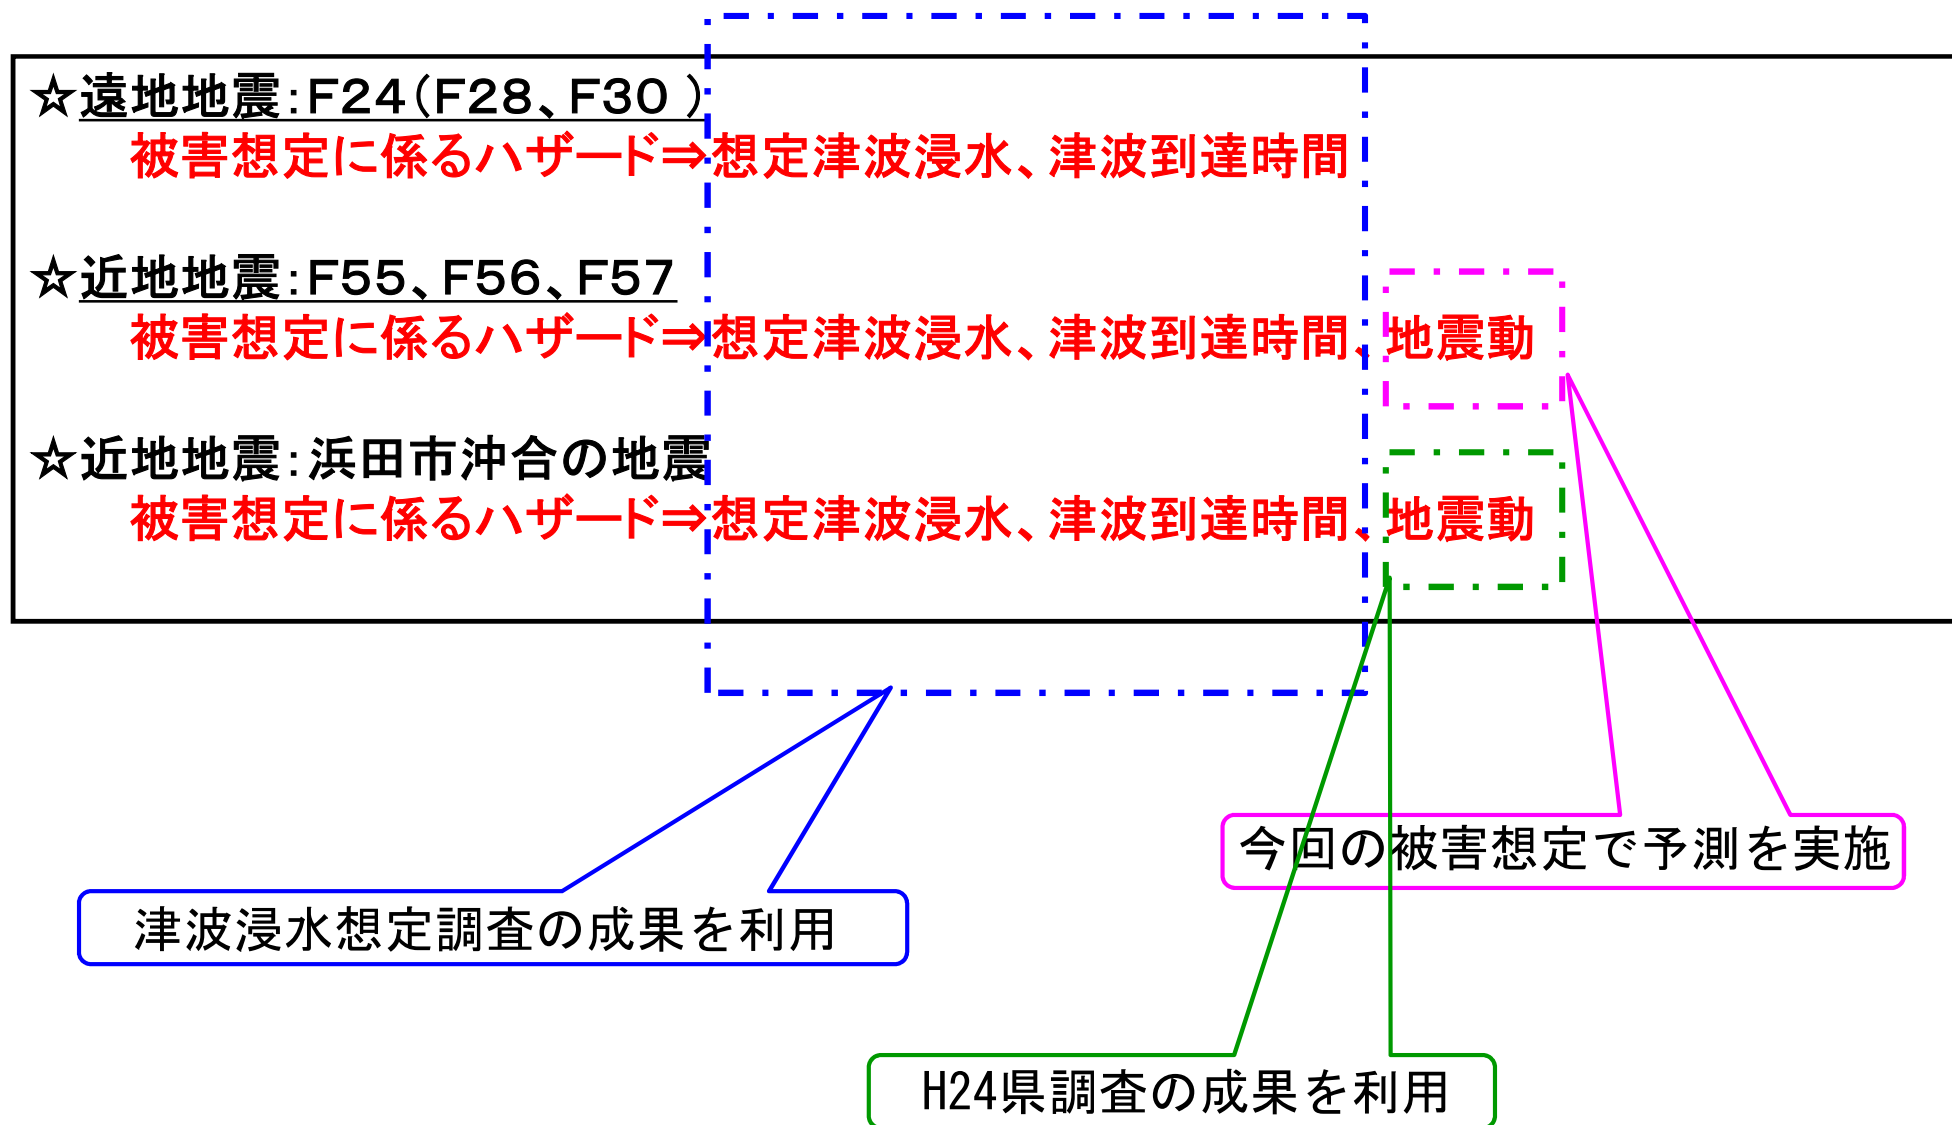 ☆遠地地震：F24（F28、F30 ）
被害想定に係るハザード⇒想定津波浸水、津波到達時間
☆近地地震：F55、F56、F57
被害想定に係るハザード⇒想定津波浸水、津波到達時間、地震動
☆近地地震：浜田市沖合の地震
被害想定に係るハザード⇒想定津波浸水、津波到達時間、地震動
今回の被害想定で予測を実施
津波浸水想定調査の成果を利用
H24県調査の成果を利用